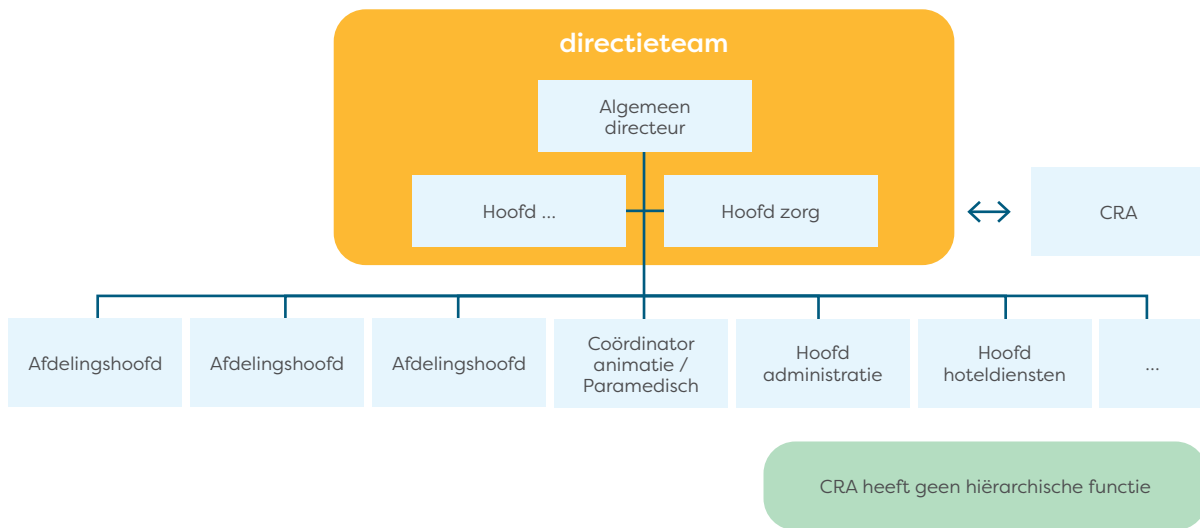 directieteam
Algemeen
directeur
Hoofd ...
Hoofd zorg
CRA
Afdelingshoofd
Afdelingshoofd
Afdelingshoofd
Coördinator
animatie /
Paramedisch
Hoofd
administratie
Hoofd
hoteldiensten
...
CRA heeft geen hiërarchische functie